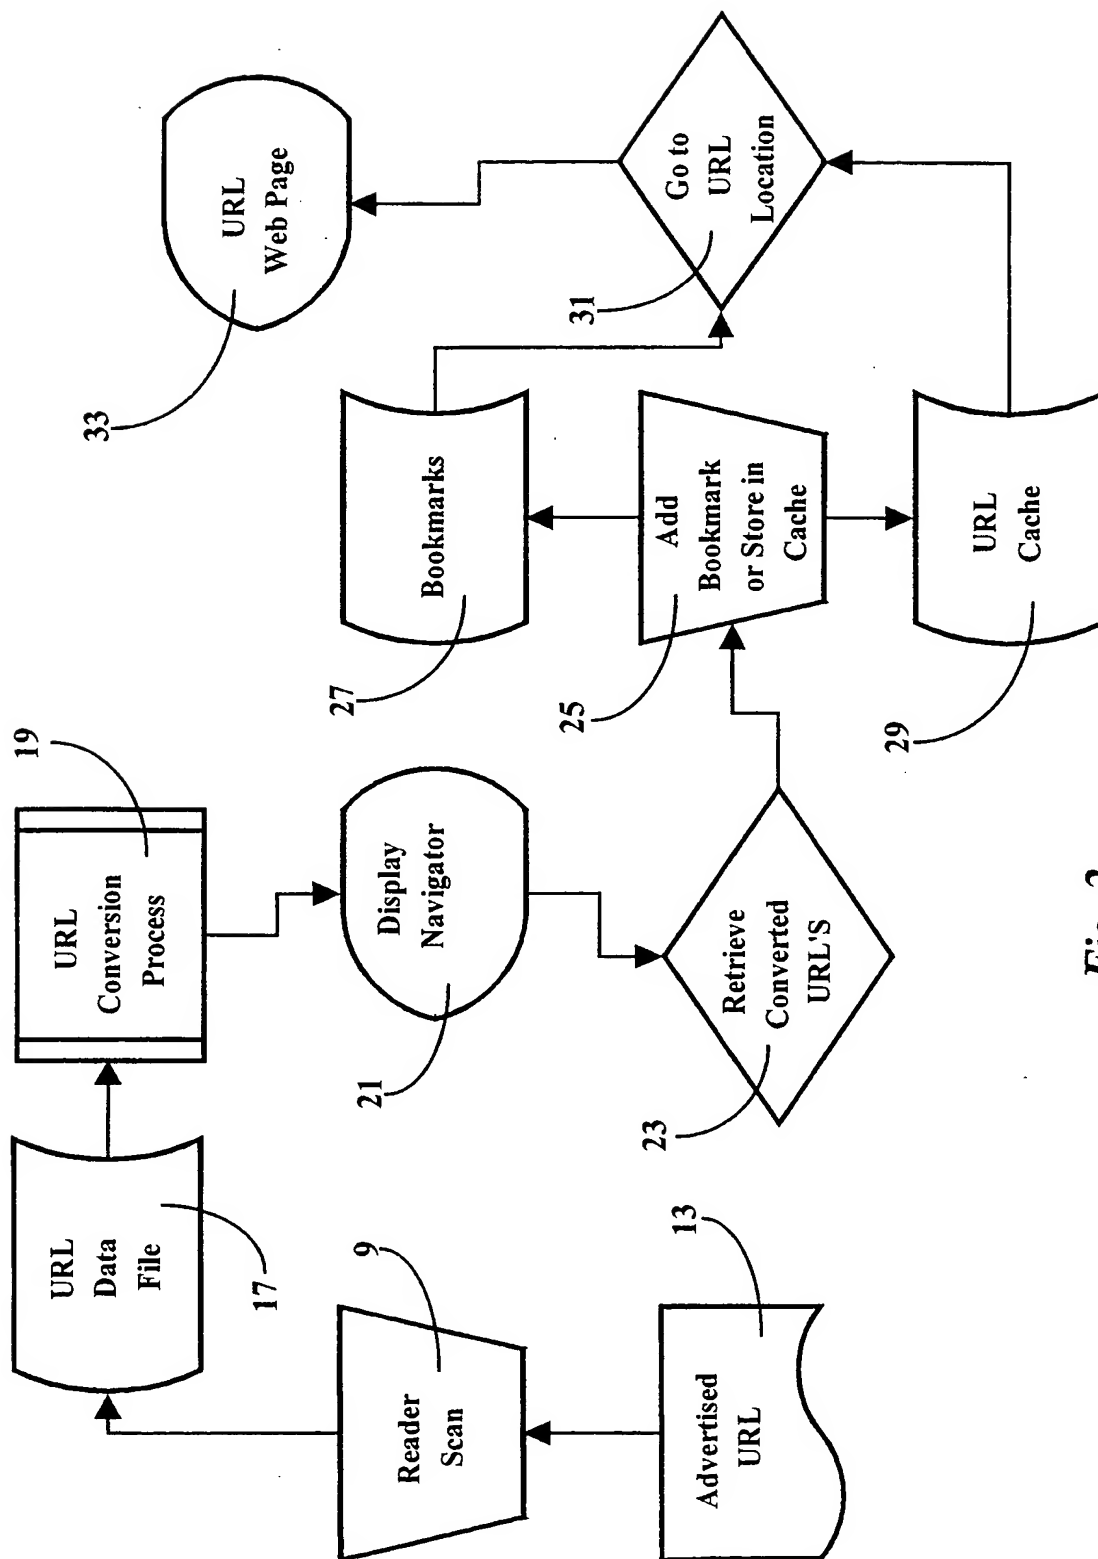 Advertised
URL
13
Reader
Scan
9
URL
Data
File
17
URL
Conversion
Process
19
Display
Navigator
21
Retrieve
Converted
URL'S
23
Add
Bookmark
or Store in
Cache
25
Bookmarks
27
URL
Cache
29
Go to
URL
Location
31
URL
Web Page
33
Fig.